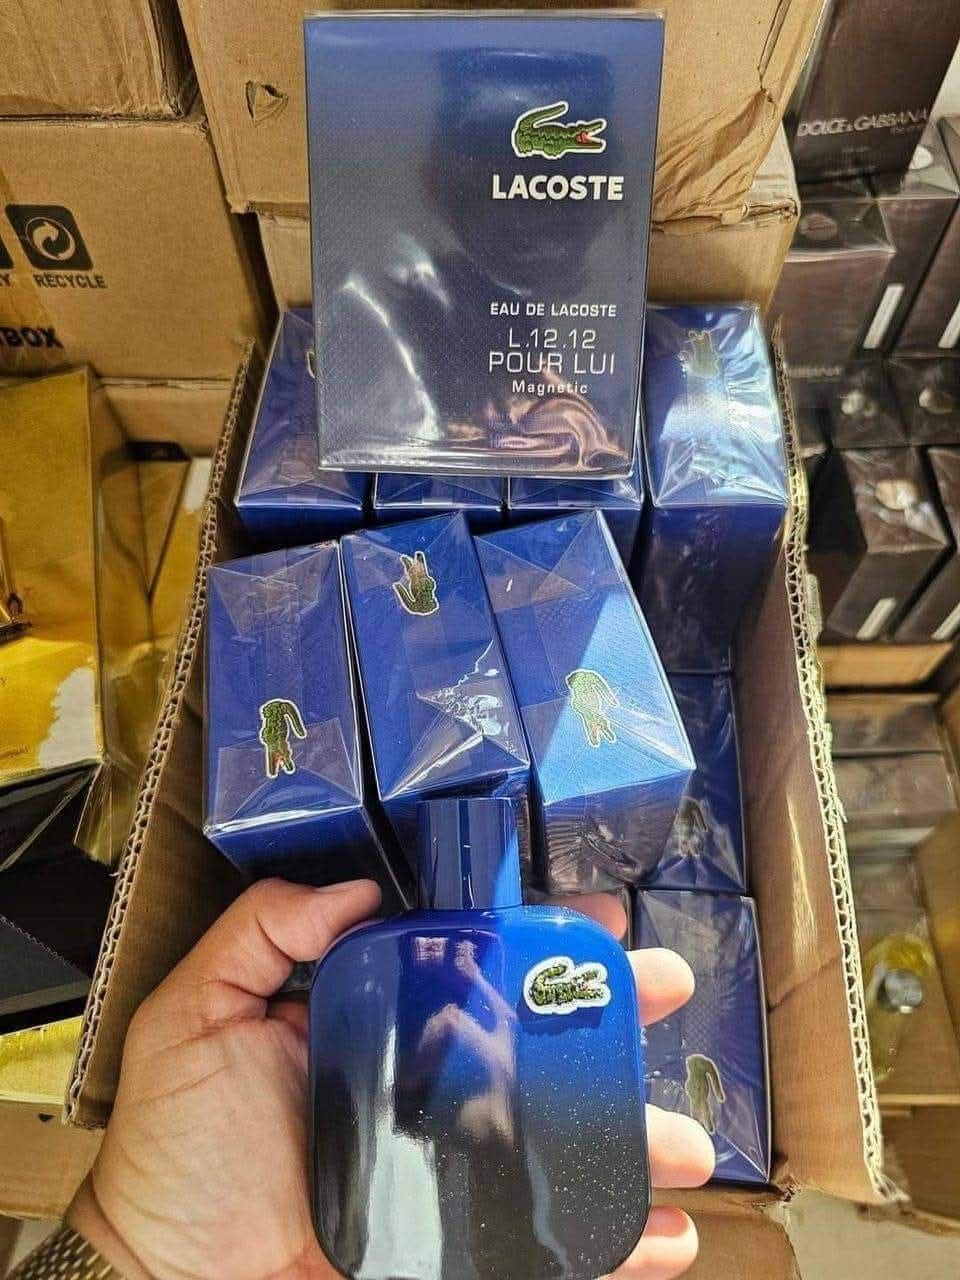 LACOSTE
EAU DE LACOSTE
L.12.12
POUR LUI
Magnetic
DOLCE & GABBANA
RECYCLE
BOX